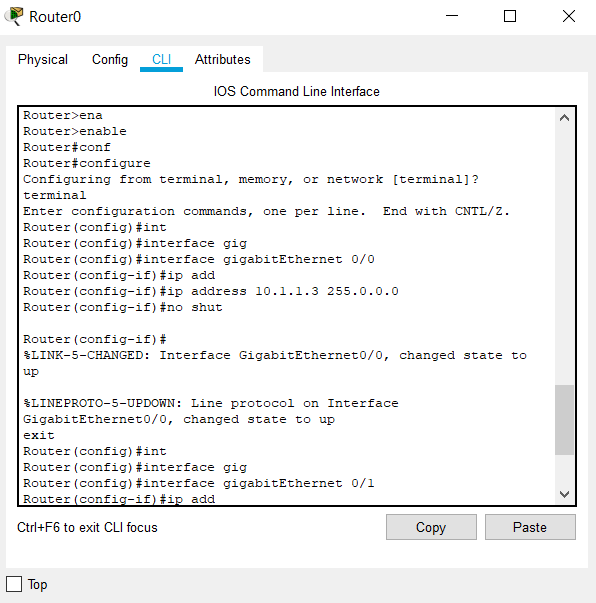 Router0
Physical Config CLI Attributes
IOS Command Line Interface
Router>ena
Router>enable
Router#conf
Router#configure
Configuring from terminal, memory, or network [terminal]?
terminal
Enter configuration commands, one per line.  End with CNTL/Z.
Router(config)#int
Router(config)#interface gig
Router(config)#interface gigabitEthernet 0/0
Router(config-if)#ip add
Router(config-if)#ip address 10.1.1.3 255.0.0.0
Router(config-if)#no shut
Router(config-if)#
%LINK-5-CHANGED: Interface GigabitEthernet0/0, changed state to
up
%LINEPROTO-5-UPDOWN: Line protocol on Interface
GigabitEthernet0/0, changed state to up
exit
Router(config)#int
Router(config)#interface gig
Router(config)#interface gigabitEthernet 0/1
Router(config-if)#ip add
Ctrl+F6 to exit CLI focus Copy Paste
Top